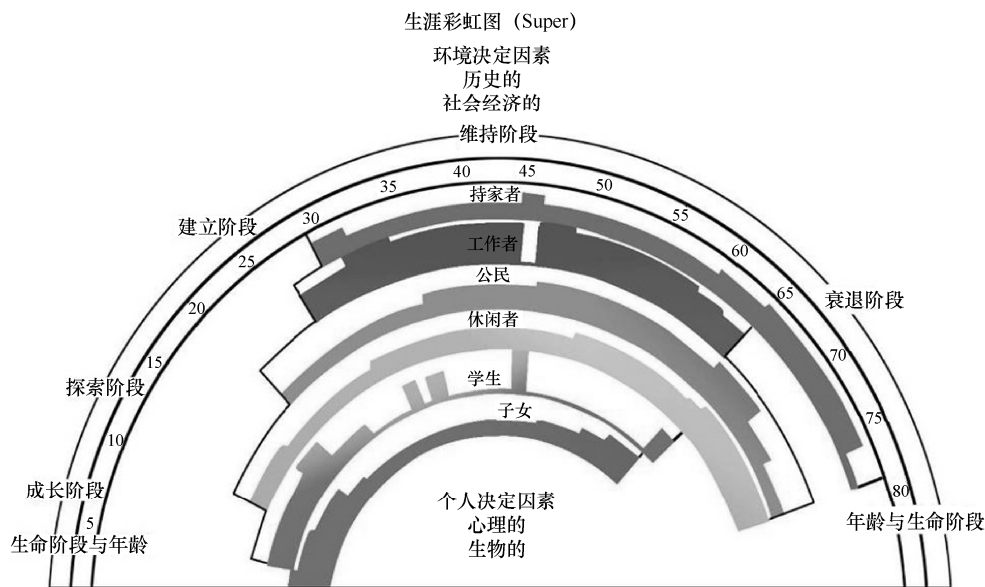 生涯彩虹图（Super）
环境决定因素
历史的
社会经济的
维持阶段
40
45
35
50
持家者
30
55
建立阶段
工作者
60
25
公民
65
衰退阶段
20
休闲者
70
15
学生
探索阶段
子女
75
10
成长阶段
80
个人决定因素
5
心理的
年龄与生命阶段
生命阶段与年龄
生物的